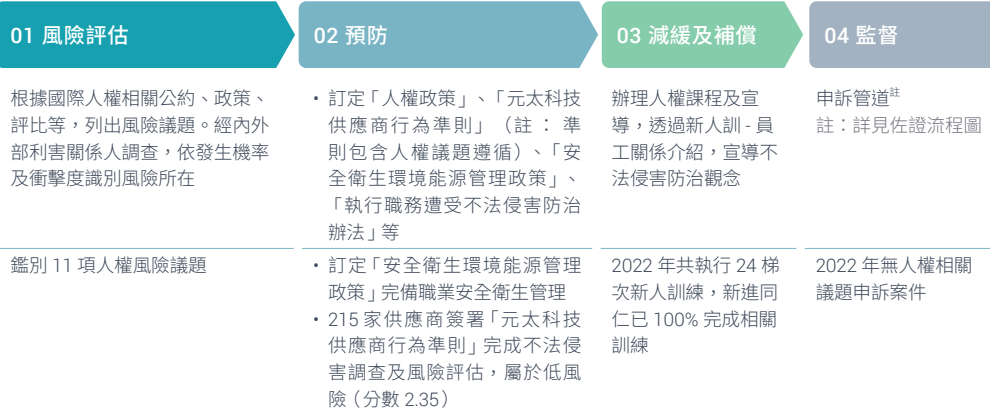 01 風險評估
02 預防
03 減緩及補償
04 監督
根據國際人權相關公約、政策、
評比等，列出風險議題。經內外
部利害關係人調查，依發生機率
及衝擊度識別風險所在
・訂定「人權政策」、「元太科技
供應商行為準則」（註：準
則包含人權議題遵循）、「安
全衛生環境能源管理政策」、
「執行職務遭受不法侵害防治
辦法」等
辦理人權課程及宣
導，透過新人訓 - 員
工關係介紹，宣導不
法侵害防治觀念
申訴管道註
註：詳見佐證流程圖
鑑別 11 項人權風險議題
・訂定「安全衛生環境能源管理
政策」完備職業安全衛生管理
・215 家供應商簽署「元太科技
供應商行為準則」完成不法侵
害調查及風險評估，屬於低風
險（分數 2.35）
2022 年共執行 24 梯
次新人訓練，新進同
仁已 100% 完成相關
訓練
2022 年無人權相關
議題申訴案件